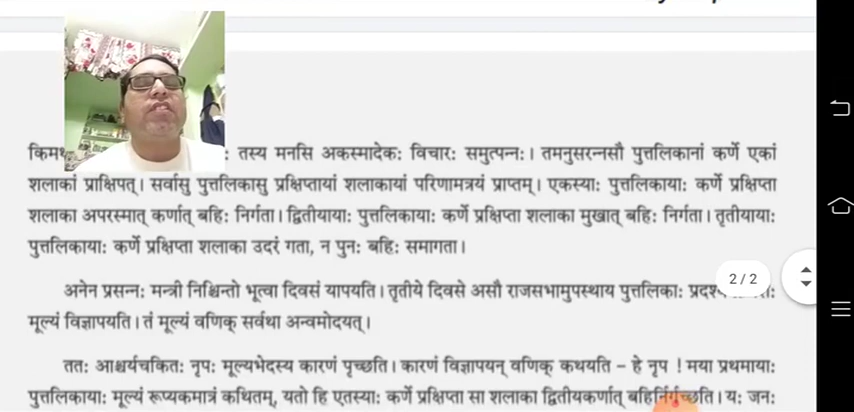 तस्य मनसि अकस्मादेकः विचारः समुत्पन्नः। तमनुसरन्नसौ पुत्तलिकानां कर्णे एकां
शलाकां प्राक्षिपत्। सर्वासु पुत्तलिकासु प्रक्षिप्तायां शलाकायां परिणामत्रयं प्राप्तम्। एकस्याः पुत्तलिकायाः कर्णे प्रक्षिप्ता
शलाका अपरस्मात् कर्णात् बहिः निर्गता। द्वितीयायाः पुत्तलिकायाः कर्णे प्रक्षिप्ता शलाका मुखात् बहिः निर्गता। तृतीयायाः
पुत्तलिकायाः कर्णे प्रक्षिप्ता शलाका उदरं गता, न पुनः बहिः समागता।
2/2
अनेन प्रसन्नः मन्त्री निश्चिन्तो भूत्वा दिवसं यापयति। तृतीये दिवसे असौ राजसभामुपस्थाय पुत्तलिकाः
मूल्यं विज्ञापयति। तं मूल्यं वणिक् सर्वथा अन्वमोदयत्।
ततः आश्चर्यचकितः नृपः मूल्यभेदस्य कारणं पृच्छति। कारणं विज्ञापयन् वणिक् कथयति – हे नृप ! मया प्रथमायाः
पुत्तलिकायाः मूल्यं रूप्यकमात्रं कथितम्, यतो हि एतस्याः कर्णे प्रक्षिप्ता सा शलाका द्वितीयकर्णात् बहिर्निर्गच्छति। यः जनः